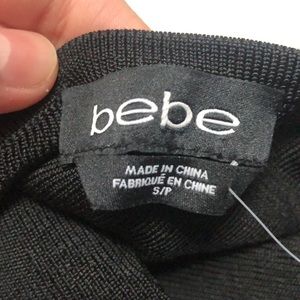 bebe
MADE IN CHINA
FABRIQUÉ EN CHINE
S/P